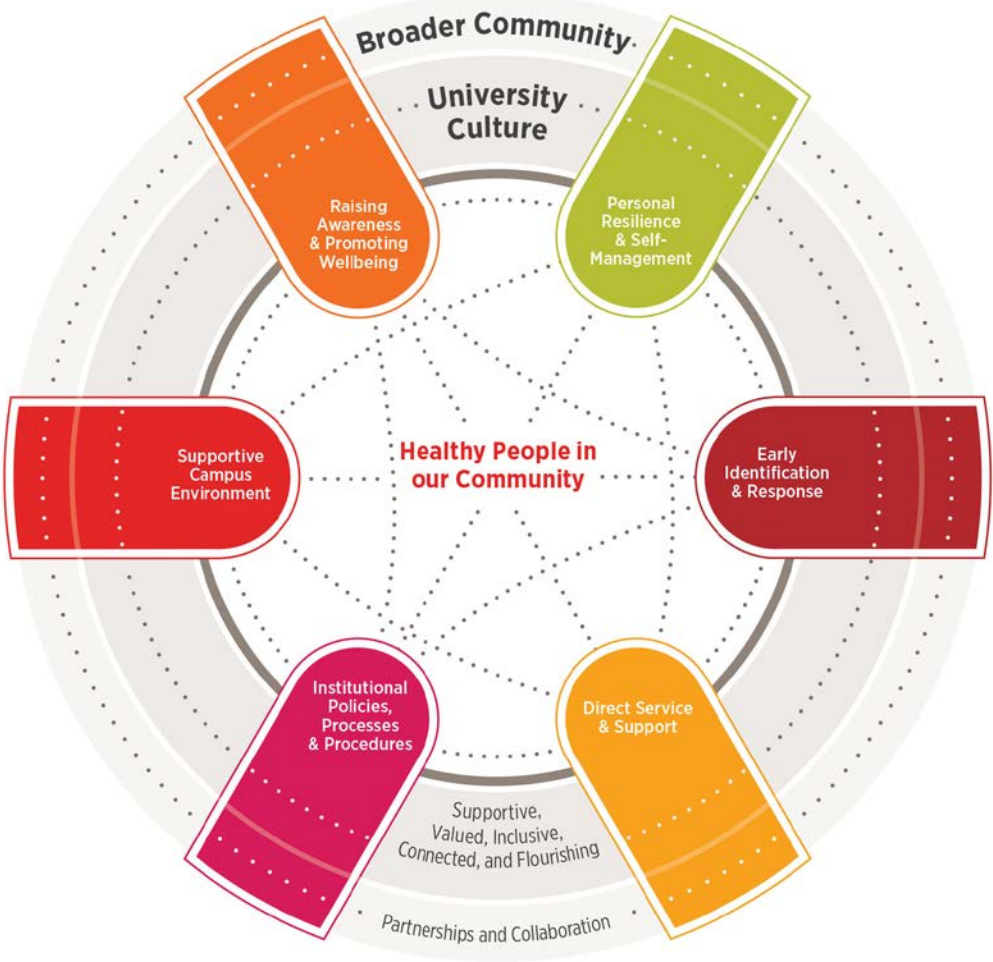 Broader Community
University
Culture
Raising
Awareness
& Promoting
Wellbeing
Personal
Resilience
& Self-
Management
Supportive
Campus
Environment
Healthy People in
our Community
Early
Identification
& Response
Institutional
Policies,
Processes
& Procedures
Direct Service
& Support
Supportive,
Valued, Inclusive,
Connected, and Flourishing
Partnerships and Collaboration